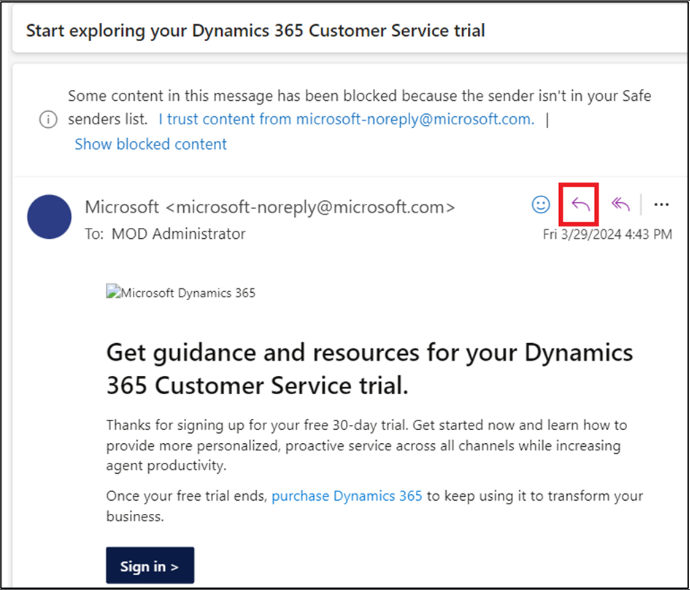 Start exploring your Dynamics 365 Customer Service trial
Some content in this message has been blocked because the sender isn't in your Safe
senders list. I trust content from microsoft-noreply@microsoft.com. |
Show blocked content
Microsoft <microsoft-noreply@microsoft.com>
To: MOD Administrator
Fri 3/29/2024 4:43 PM
Microsoft Dynamics 365
Get guidance and resources for your Dynamics
365 Customer Service trial.
Thanks for signing up for your free 30-day trial. Get started now and learn how to
provide more personalized, proactive service across all channels while increasing
agent productivity.
Once your free trial ends, purchase Dynamics 365 to keep using it to transform your
business.
Sign in >